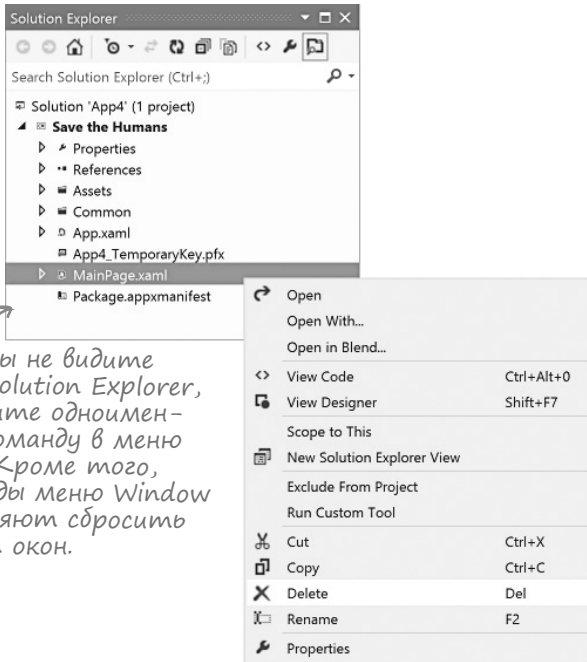 Solution Explorer
Search Solution Explorer (Ctrl+;)
Solution 'App4' (1 project)
Save the Humans
Properties
References
Assets
Common
App.xaml
App4_TemporaryKey.pfx
MainPage.xaml
Package.appxmanifest
ы не видите
olution Explorer,
ите одноимен-
оманду в меню
Кроме того,
ды меню Window
яют сбросить
окон.
Open
Open With...
Open in Blend...
View Code Ctrl+Alt+0
View Designer Shift+F7
Scope to This
New Solution Explorer View
Exclude From Project
Run Custom Tool
Cut Ctrl+X
Copy Ctrl+C
Delete Del
Rename F2
Properties